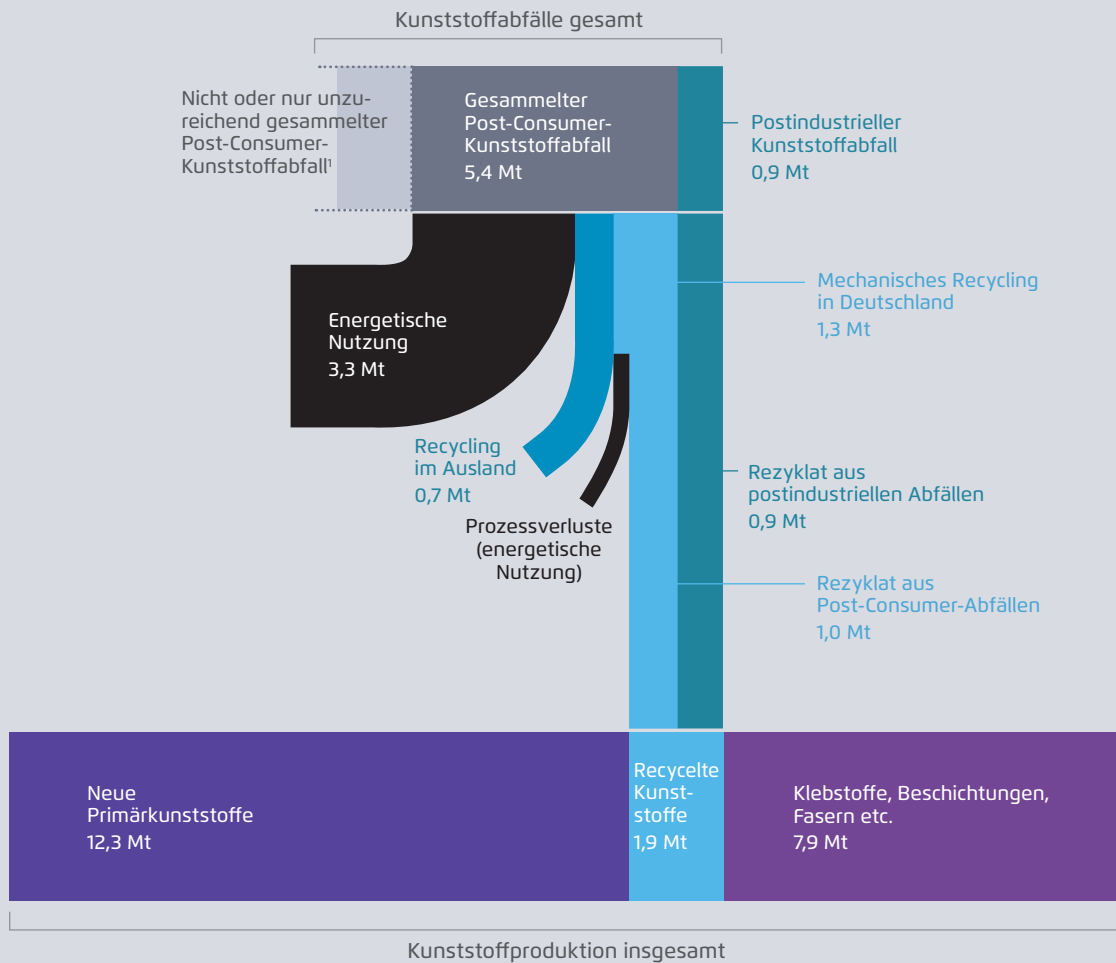 Kunststoffabfälle gesamt
Nicht oder nur unzu-
reichend gesammelter
Post-Consumer-
Kunststoffabfall¹
Gesammelter
Post-Consumer-
Kunststoffabfall
5,4 Mt
Postindustrieller
Kunststoffabfall
0,9 Mt
Mechanisches Recycling
in Deutschland
1,3 Mt
Energetische
Nutzung
3,3 Mt
Recycling
im Ausland
0,7 Mt
Prozessverluste
(energetische
Nutzung)
Rezyklat aus
postindustriellen Abfällen
0,9 Mt
Rezyklat aus
Post-Consumer-Abfällen
1,0 Mt
Neue
Primärkunststoffe
12,3 Mt
Recycelte
Kunst-
stoffe
1,9 Mt
Klebstoffe, Beschichtungen,
Fasern etc.
7,9 Mt
Kunststoffproduktion insgesamt